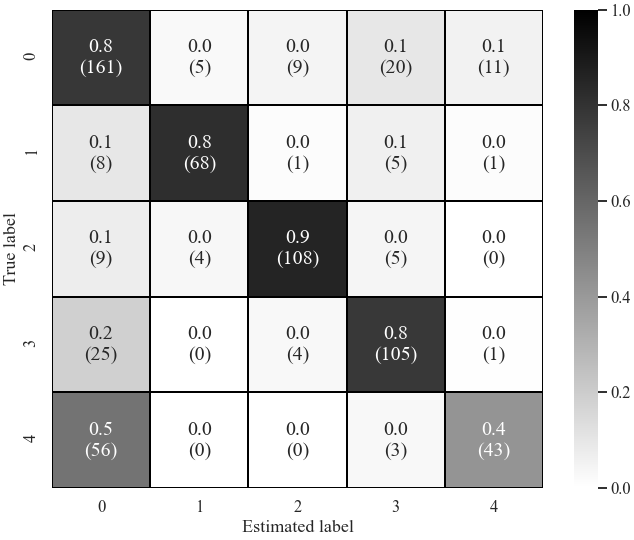 0.8 0.0 0.0 0.1 0.1
(161) (5) (9) (20) (11)
0.1 0.8 0.0 0.1 0.0
(8) (68) (1) (5) (1)
0.1 0.0 0.9 0.0 0.0
(9) (4) (108) (5) (0)
0.2 0.0 0.0 0.8 0.0
(25) (0) (4) (105) (1)
0.5 0.0 0.0 0.0 0.4
(56) (0) (0) (3) (43)
0 1 2 3 4
Estimated label
0
1
2
3
4
True label
1.0
0.8
0.6
0.4
0.2
0.0